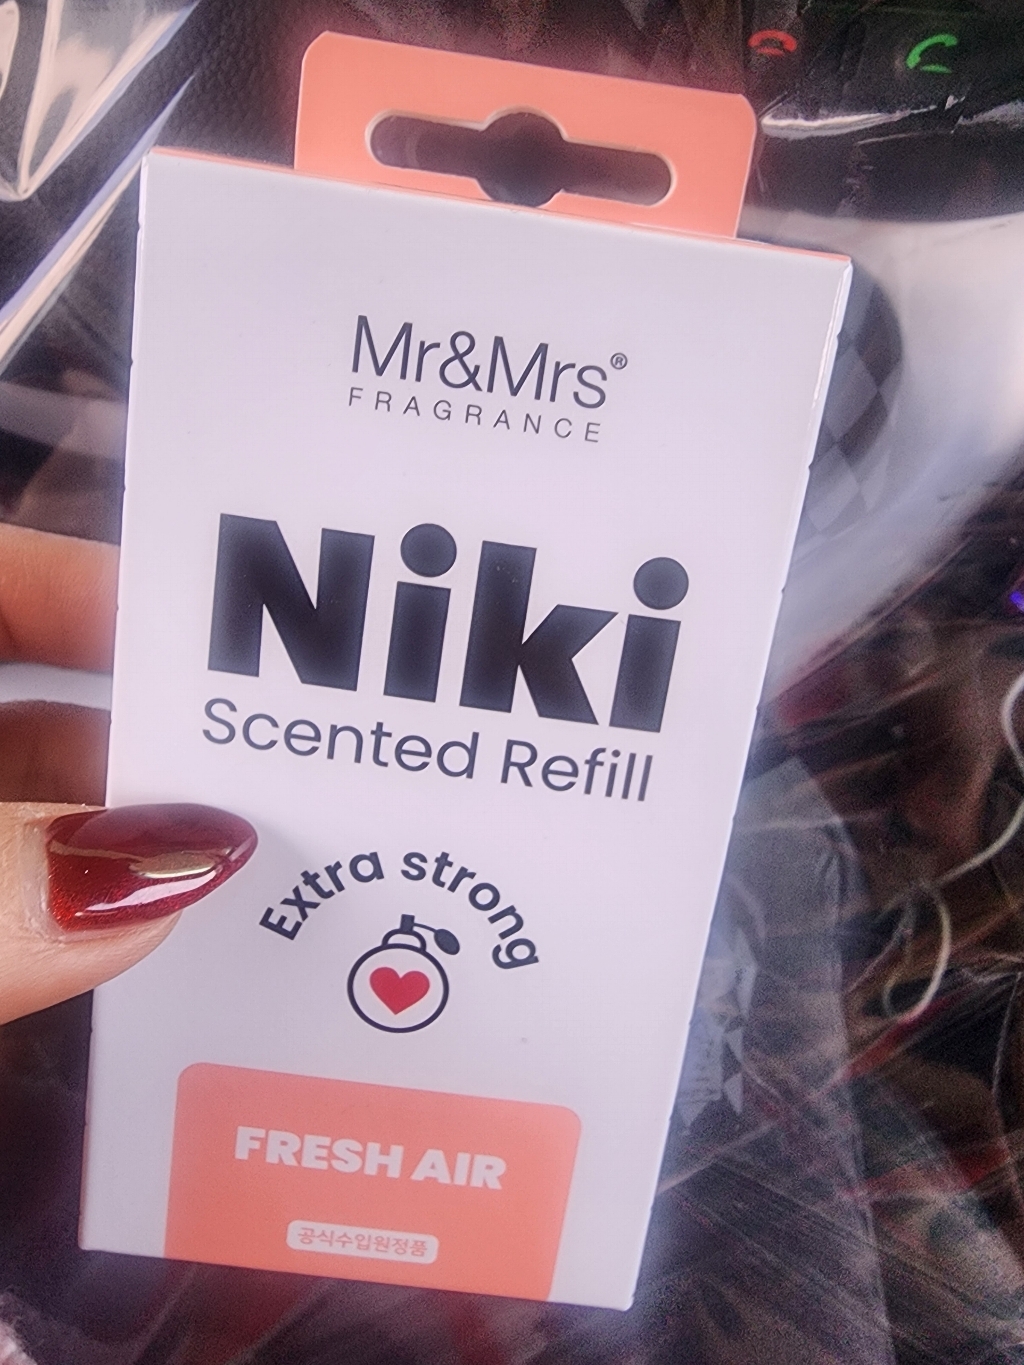 Mr&Mrs®
FRAGRANCE
Niki
Scented Refill
Extra strong
FRESH AIR
공식수입원정품